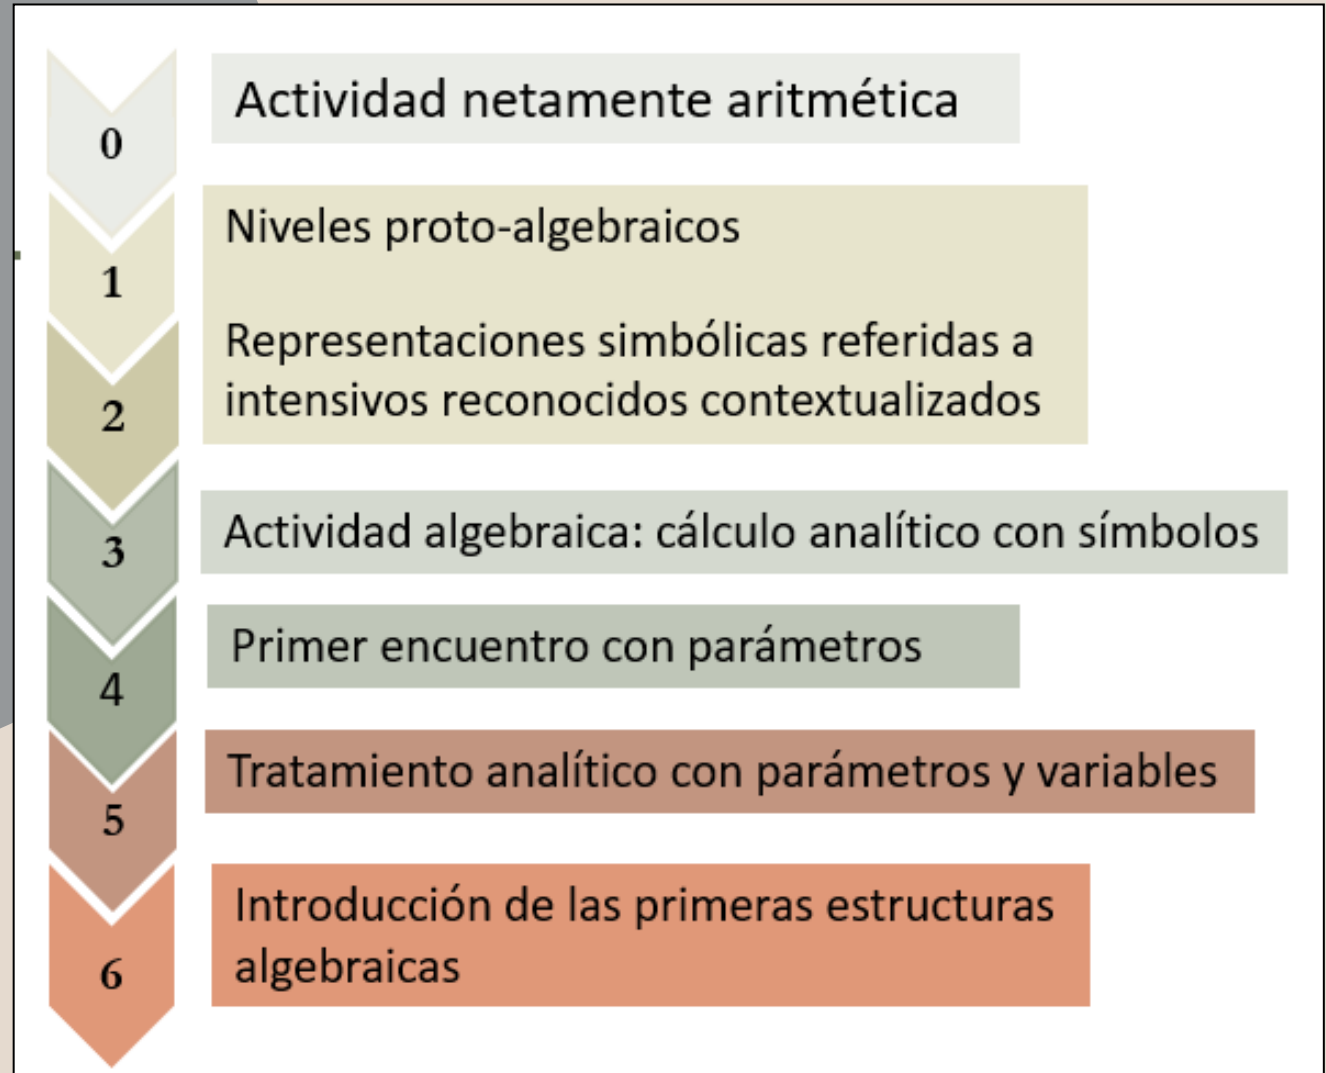 0
Actividad netamente aritmética
1
Niveles proto-algebraicos
2
Representaciones simbólicas referidas a
intensivos reconocidos contextualizados
3
Actividad algebraica: cálculo analítico con símbolos
4
Primer encuentro con parámetros
5
Tratamiento analítico con parámetros y variables
6
Introducción de las primeras estructuras
algebraicas